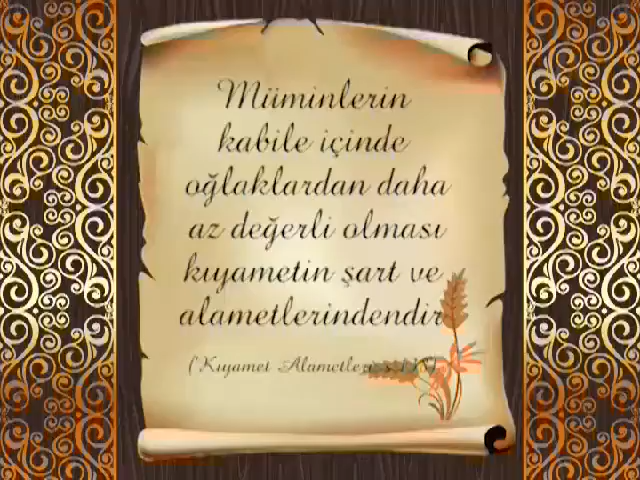 Müminlerin
kabile içinde
oğlaklardan daha
az değerli olması
kıyametin şart ve
alametlerindendir
(Kıyamet Alametleri,